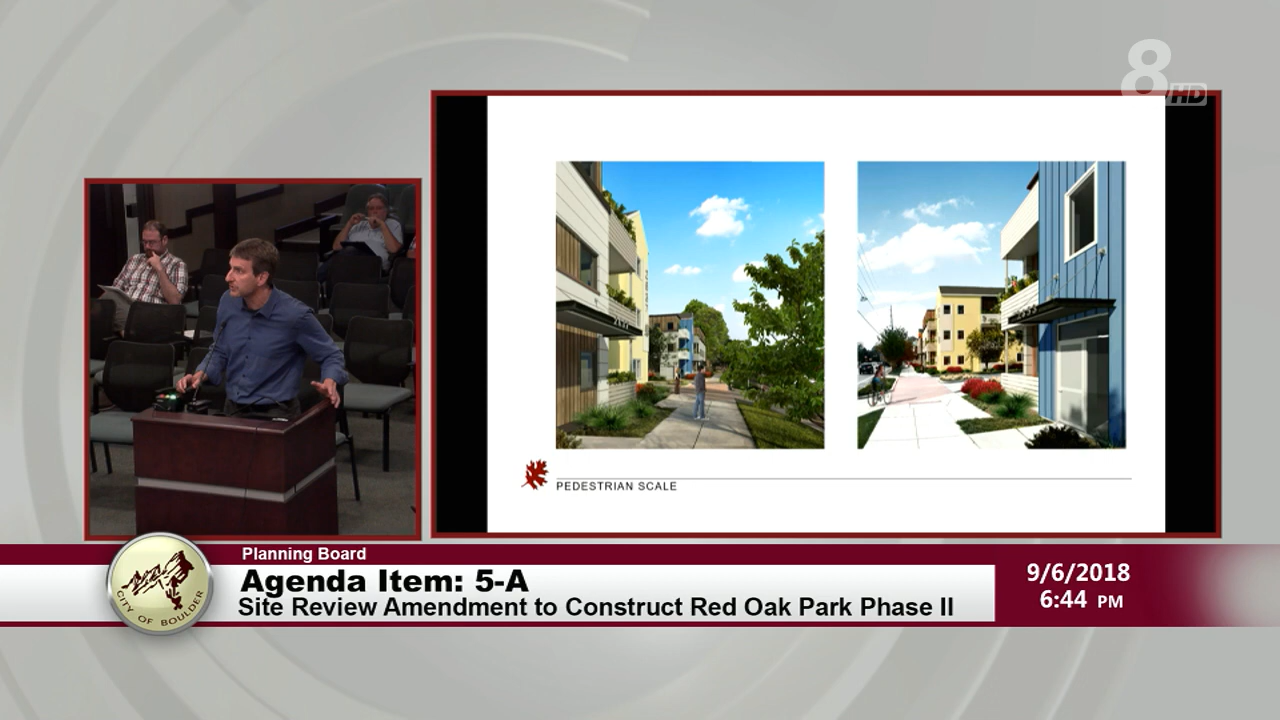 8
HD
PEDESTRIAN SCALE
Planning Board
Agenda Item: 5-A
Site Review Amendment to Construct Red Oak Park Phase II
9/6/2018
6:44 PM
CITY OF BOULDER